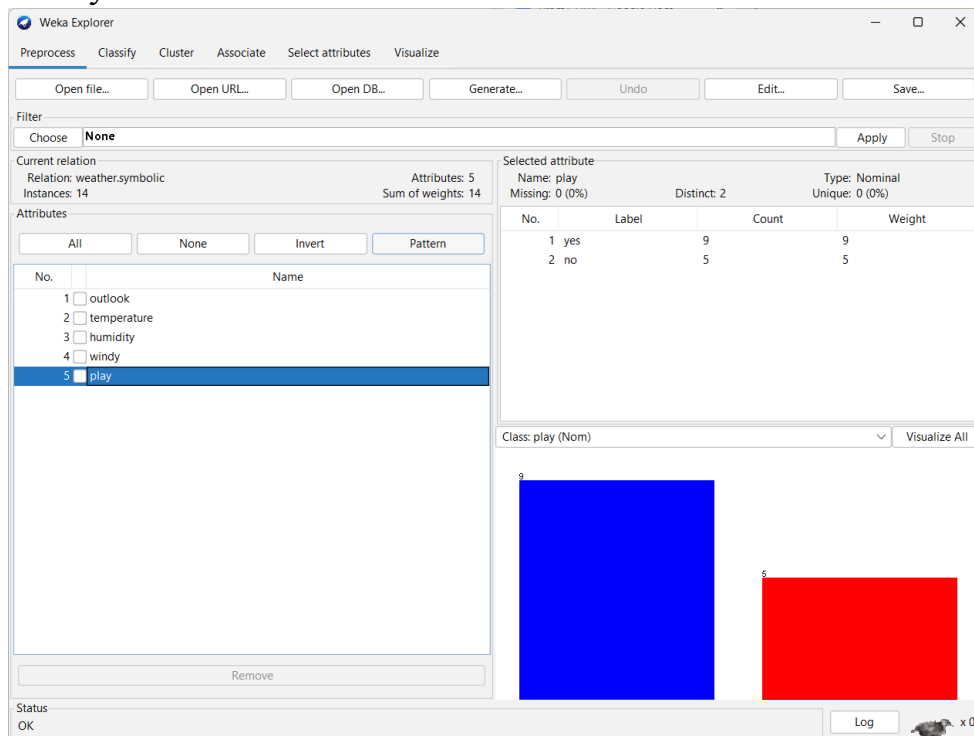 Weka Explorer
Preprocess Classify Cluster Associate Select attributes Visualize
Open file... Open URL... Open DB... Generate... Undo Edit... Save...
Filter
Choose None Apply Stop
Current relation
Relation: weather.symbolic Attributes: 5
Instances: 14 Sum of weights: 14
Attributes
All None Invert Pattern
No. Name
1 outlook
2 temperature
3 humidity
4 windy
5 play
Remove
Selected attribute
Name: play Type: Nominal
Missing: 0 (0%) Distinct: 2 Unique: 0 (0%)
No. Label Count Weight
1 yes 9 9
2 no 5 5
Class: play (Nom) Visualize All
9
5
Status
OK
Log x 0